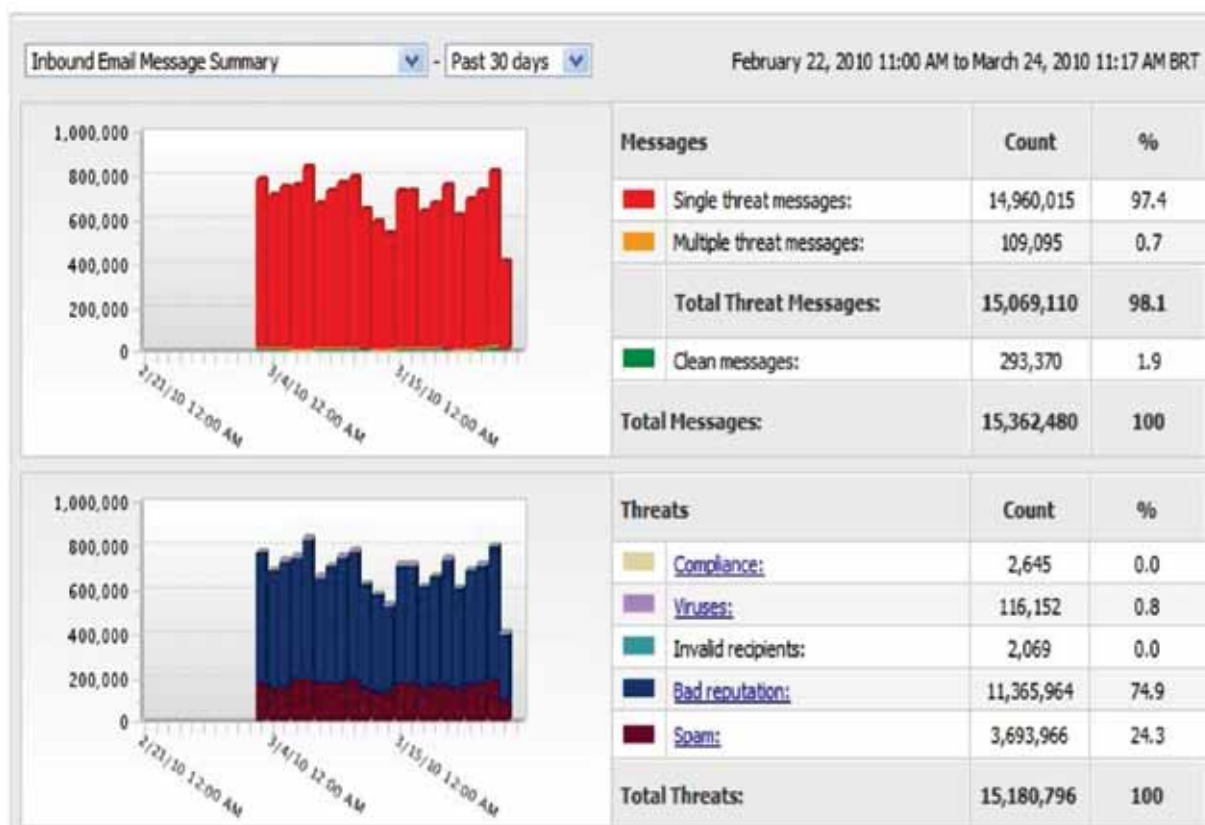 Inbound Email Message Summary - Past 30 days February 22, 2010 11:00 AM to March 24, 2010 11:17 AM BRT
1,000,000
800,000
600,000
400,000
200,000
0
2/21/10 12:00 AM
3/4/10 12:00 AM
3/15/10 12:00 AM
Messages Count %
Single threat messages: 14,960,015 97.4
Multiple threat messages: 109,095 0.7
Total Threat Messages: 15,069,110 98.1
Clean messages: 293,370 1.9
Total Messages: 15,362,480 100
1,000,000
800,000
600,000
400,000
200,000
0
2/21/10 12:00 AM
3/4/10 12:00 AM
3/15/10 12:00 AM
Threats Count %
Compliance: 2,645 0.0
Viruses: 116,152 0.8
Invalid recipients: 2,069 0.0
Bad reputation: 11,365,964 74.9
Spam: 3,693,966 24.3
Total Threats: 15,180,796 100